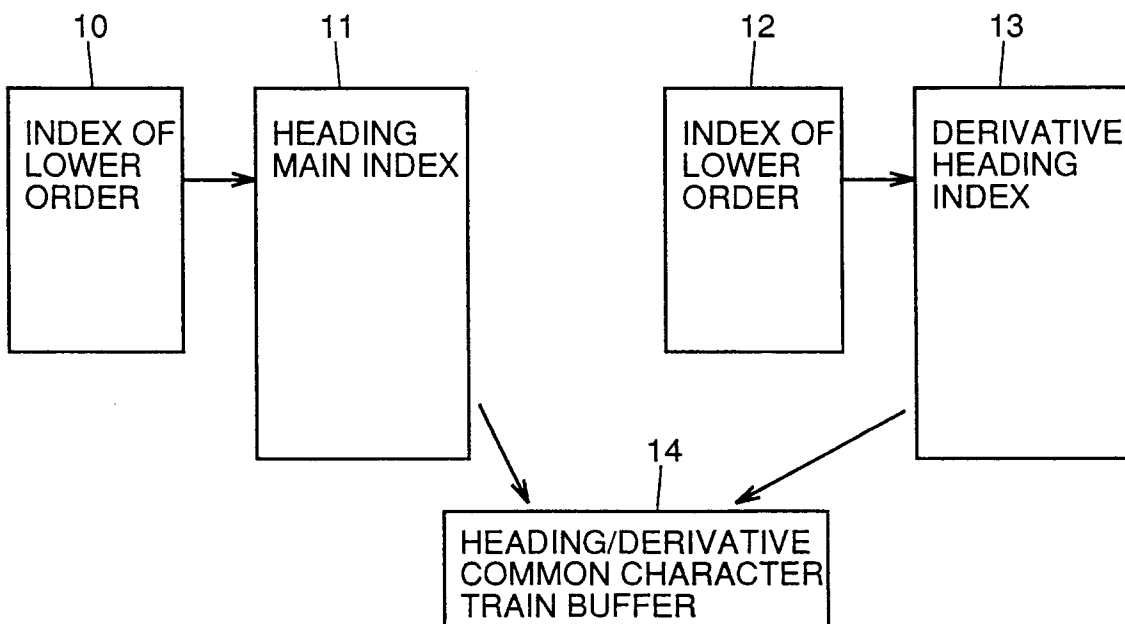 10
11
12
13
INDEX OF
LOWER
ORDER
HEADING
MAIN INDEX
INDEX OF
LOWER
ORDER
DERIVATIVE
HEADING
INDEX
14
HEADING/DERIVATIVE
COMMON CHARACTER
TRAIN BUFFER